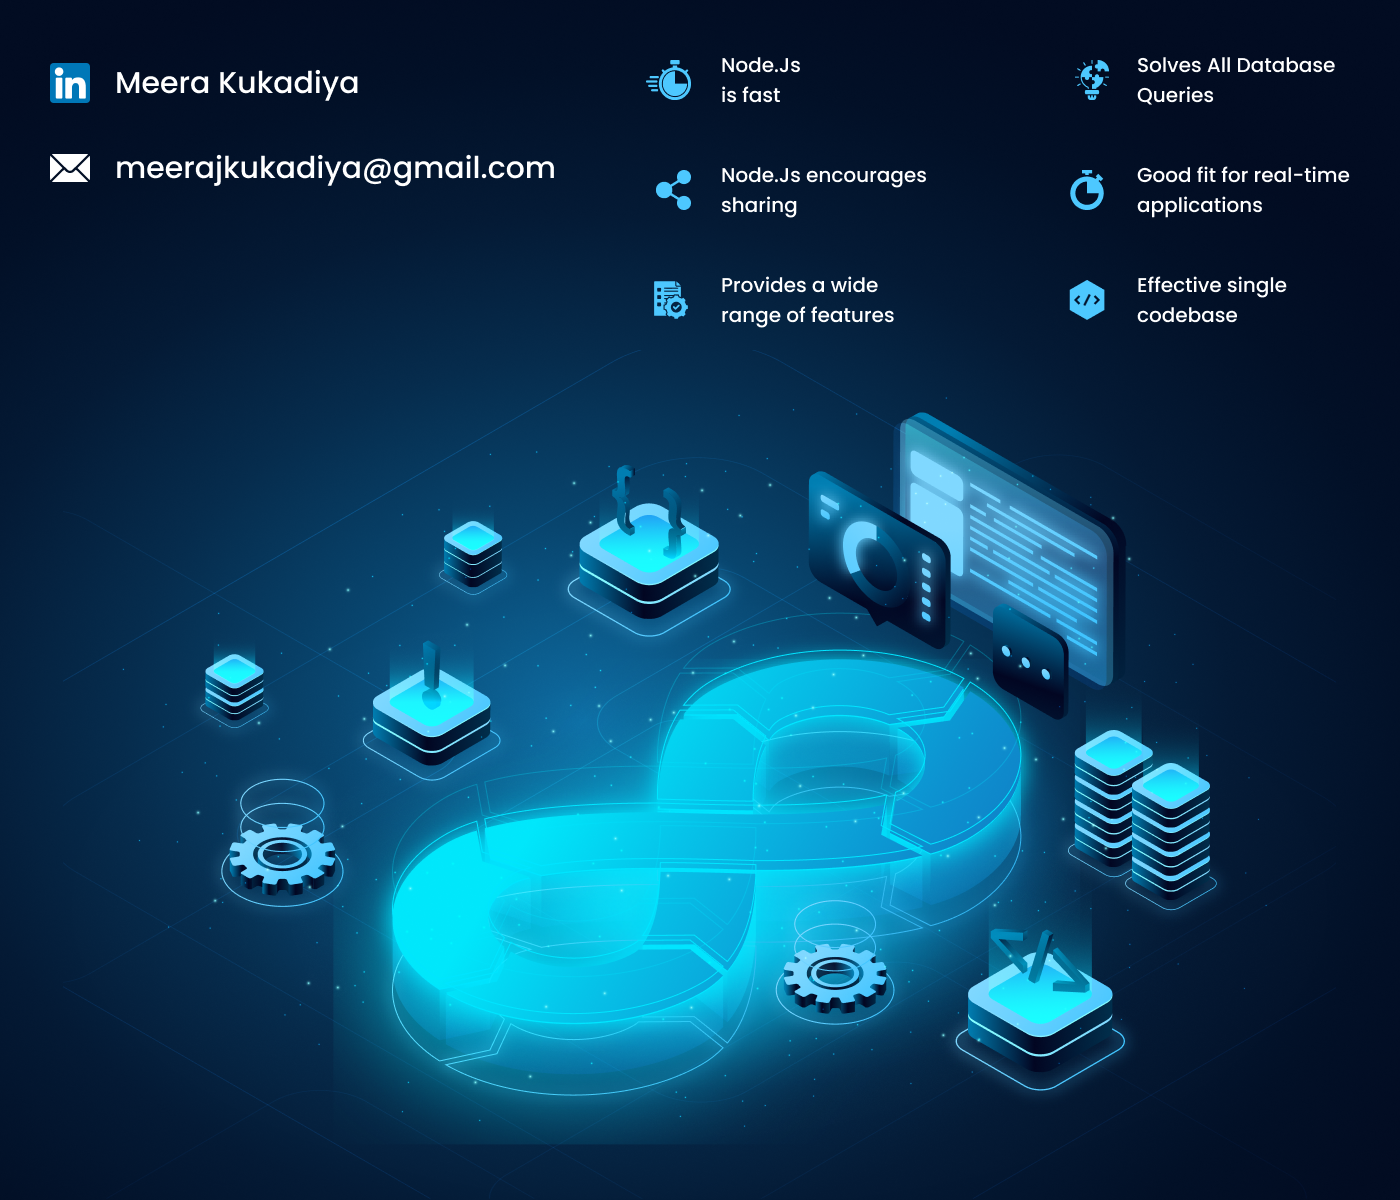 in Meera Kukadiya
meerajkukadiya@gmail.com
Node.Js
is fast
Node.Js encourages
sharing
Provides a wide
range of features
Solves All Database
Queries
Good fit for real-time
applications
Effective single
codebase